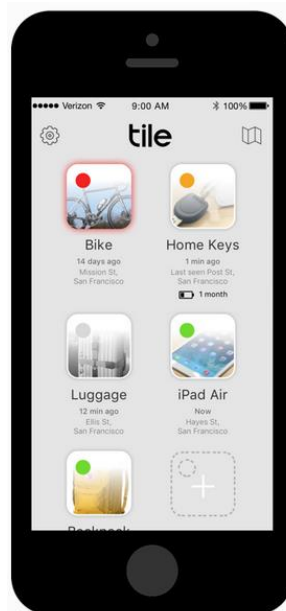 Verizon 9:00 AM 100%
tile
Bike Home Keys
14 days ago 1 min ago
Mission St, Last seen Post St,
San Francisco San Francisco
1 month
Luggage iPad Air
12 min ago Now
Ellis St, Hayes St,
San Francisco San Francisco
Backpack